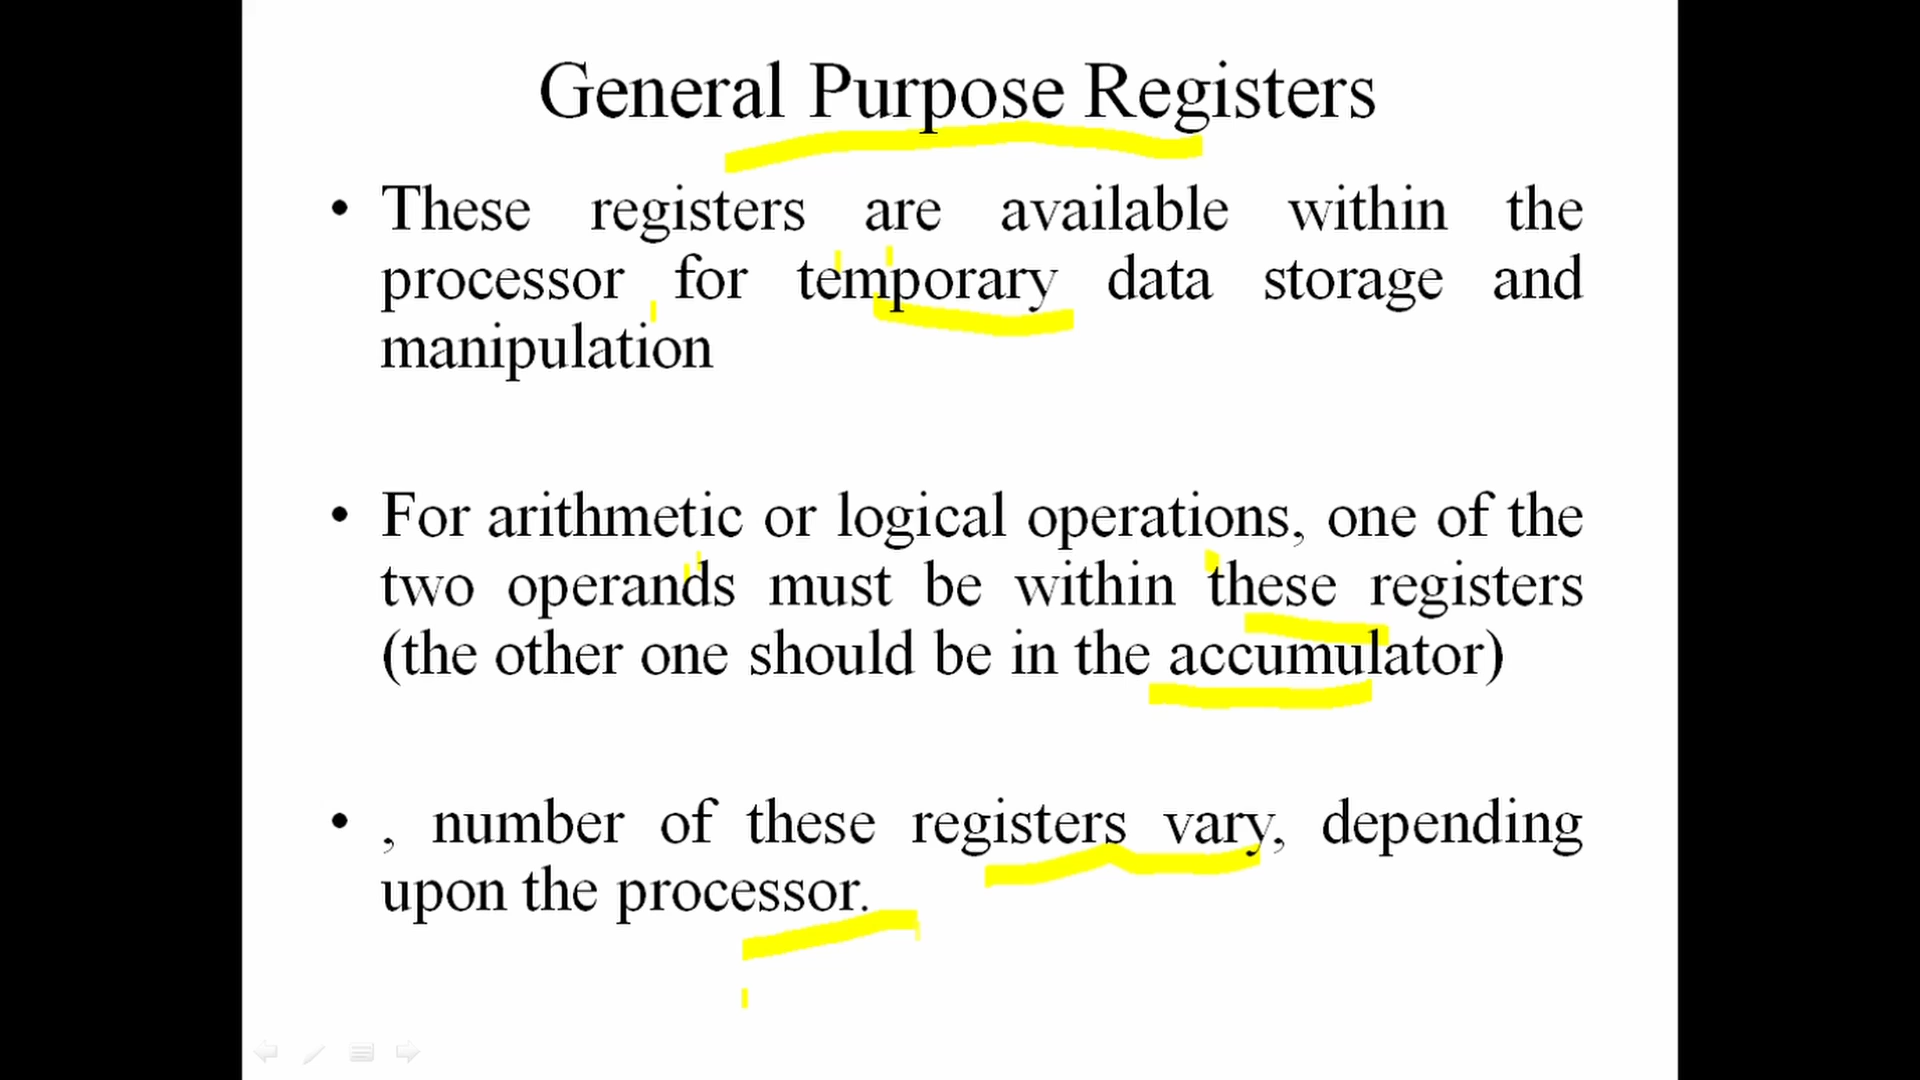 General Purpose Registers
• These registers are available within the
processor for temporary data storage and
manipulation
• For arithmetic or logical operations, one of the
two operands must be within these registers
(the other one should be in the accumulator)
• , number of these registers vary, depending
upon the processor.